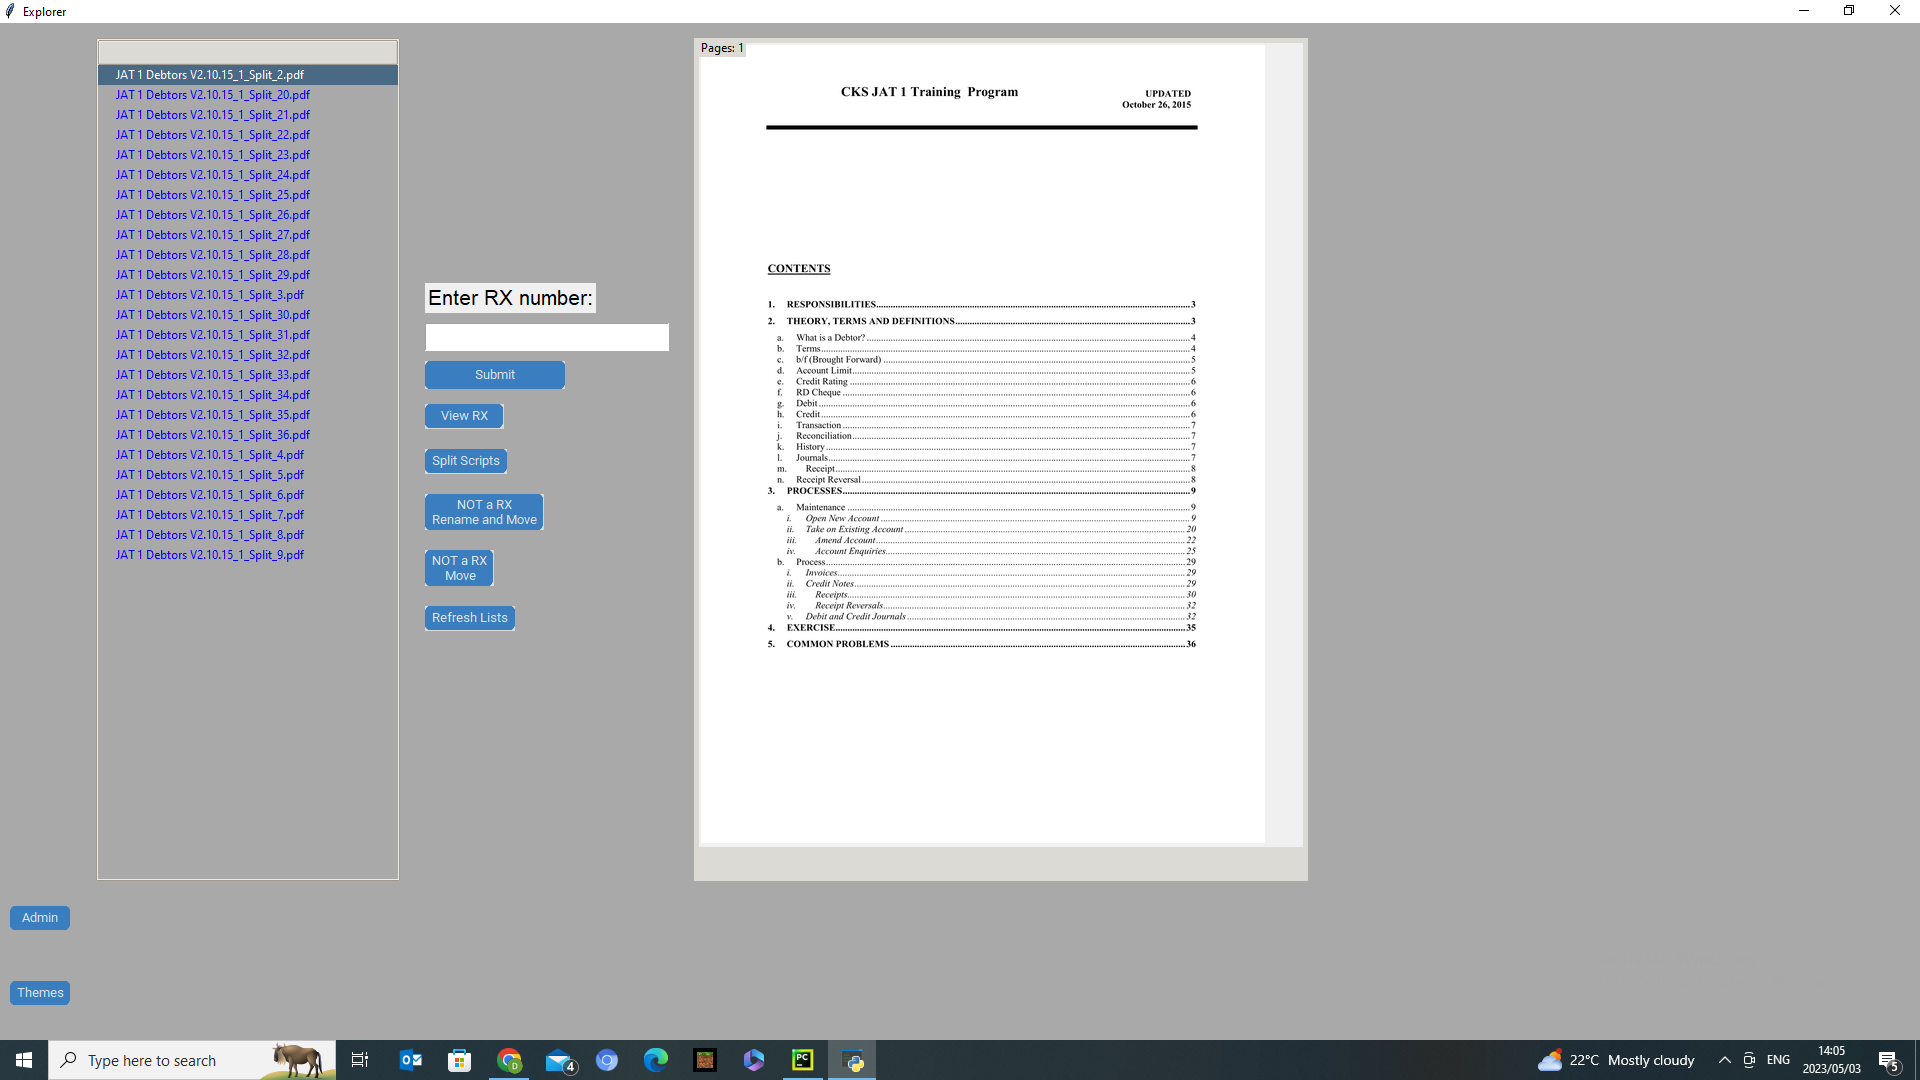 Explorer
JAT 1 Debtors V2.10.15_1_Split_2.pdf
JAT 1 Debtors V2.10.15_1_Split_20.pdf
JAT 1 Debtors V2.10.15_1_Split_21.pdf
JAT 1 Debtors V2.10.15_1_Split_22.pdf
JAT 1 Debtors V2.10.15_1_Split_23.pdf
JAT 1 Debtors V2.10.15_1_Split_24.pdf
JAT 1 Debtors V2.10.15_1_Split_25.pdf
JAT 1 Debtors V2.10.15_1_Split_26.pdf
JAT 1 Debtors V2.10.15_1_Split_27.pdf
JAT 1 Debtors V2.10.15_1_Split_28.pdf
JAT 1 Debtors V2.10.15_1_Split_29.pdf
JAT 1 Debtors V2.10.15_1_Split_3.pdf
JAT 1 Debtors V2.10.15_1_Split_30.pdf
JAT 1 Debtors V2.10.15_1_Split_31.pdf
JAT 1 Debtors V2.10.15_1_Split_32.pdf
JAT 1 Debtors V2.10.15_1_Split_33.pdf
JAT 1 Debtors V2.10.15_1_Split_34.pdf
JAT 1 Debtors V2.10.15_1_Split_35.pdf
JAT 1 Debtors V2.10.15_1_Split_36.pdf
JAT 1 Debtors V2.10.15_1_Split_4.pdf
JAT 1 Debtors V2.10.15_1_Split_5.pdf
JAT 1 Debtors V2.10.15_1_Split_6.pdf
JAT 1 Debtors V2.10.15_1_Split_7.pdf
JAT 1 Debtors V2.10.15_1_Split_8.pdf
JAT 1 Debtors V2.10.15_1_Split_9.pdf
Enter RX number:
Submit
View RX
Split Scripts
NOT a RX
Rename and Move
NOT a RX
Move
Refresh Lists
Pages: 1
CKS JAT 1 Training Program
UPDATED
October 26, 2015
CONTENTS
1. RESPONSIBILITIES 3
2. THEORY, TERMS AND DEFINITIONS 3
a. What is a Debtor? 4
b. Terms 4
c. b/f (Brought Forward) 5
d. Account Limit 5
e. Credit Rating 6
f. RD Cheque 6
g. Debit 6
h. Credit 6
i. Transaction 7
j. Reconciliation 7
k. History 7
l. Journals 7
m. Receipt 8
n. Receipt Reversal 8
3. PROCESSES 9
a. Maintenance 9
i. Open New Account 9
ii. Take on Existing Account 20
iii. Amend Account 22
iv. Account Enquiries 25
b. Process 29
i. Invoices 29
ii. Credit Notes 29
iii. Receipts 30
iv. Receipt Reversals 32
v. Debit and Credit Journals 32
4. EXERCISE 35
5. COMMON PROBLEMS 36
Admin
Themes
Type here to search
4
22°C Mostly cloudy
ENG
14:05
2023/05/03
5